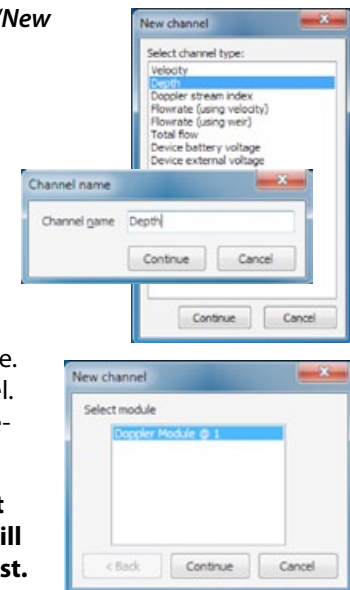 /New
New channel
Select channel type:
Velocity
Depth
Doppler stream index
Flowrate (using velocity)
Flowrate (using weir)
Total flow
Device battery voltage
Device external voltage
Channel name
Channel name Depth
Continue Cancel
Continue Cancel
e.
el.
e-
t
ill
st.
New channel
Select module
Doppler Module @ 1
< Back Continue Cancel